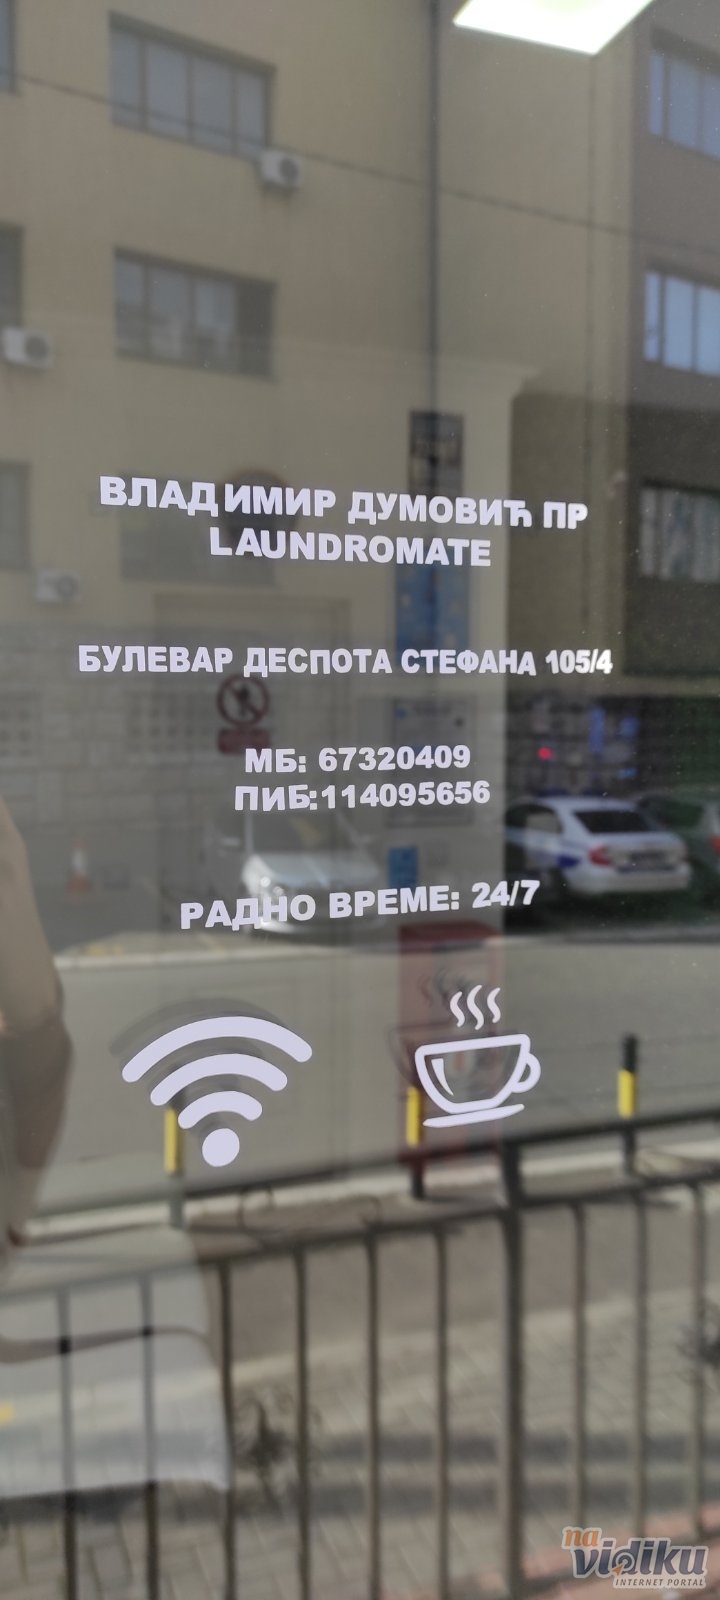 ВЛАДИМИР ДУМОВИЋ ПР
LAUNDROMATE
БУЛЕВАР ДЕСПОТА СТЕФАНА 105/4
МБ: 67320409
ПИБ:114095656
РАДНО ВРЕМЕ: 24/7
na
vidiku
INTERNET PORTAL